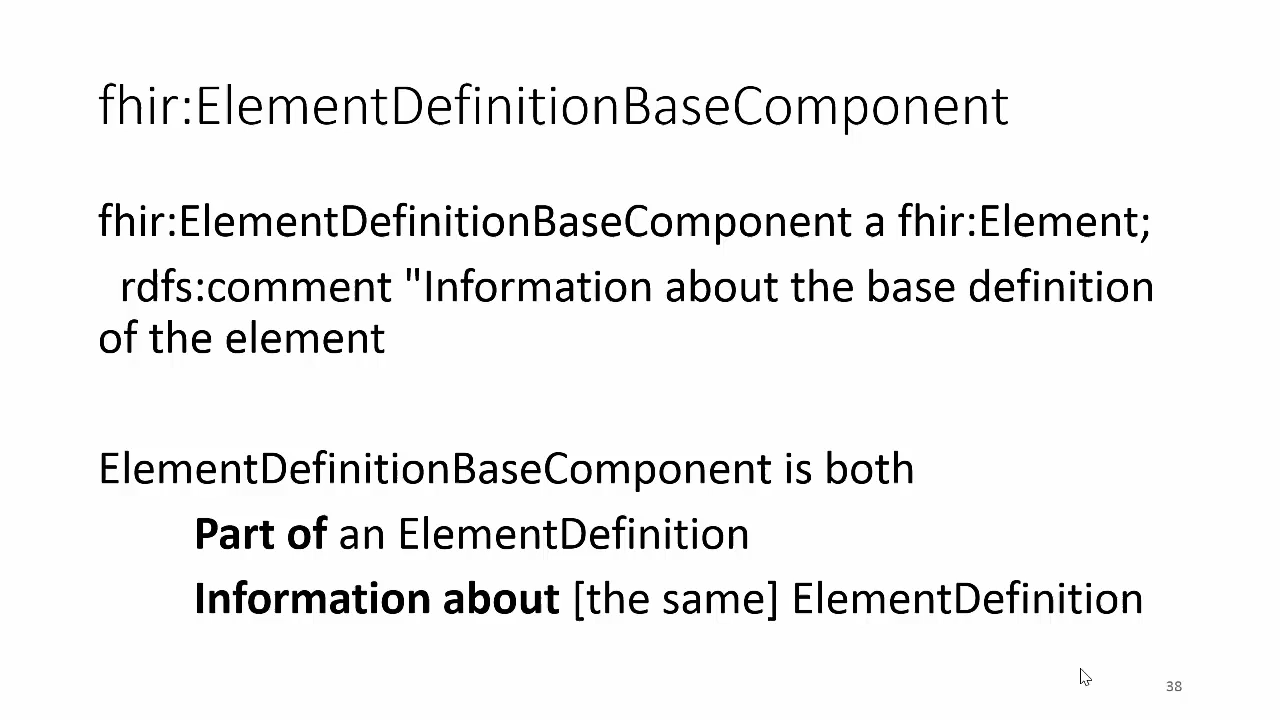 fhir:ElementDefinitionBaseComponent
fhir:ElementDefinitionBaseComponent a fhir:Element;
rdfs:comment "Information about the base definition
of the element
ElementDefinitionBaseComponent is both
Part of an ElementDefinition
Information about [the same] ElementDefinition
38